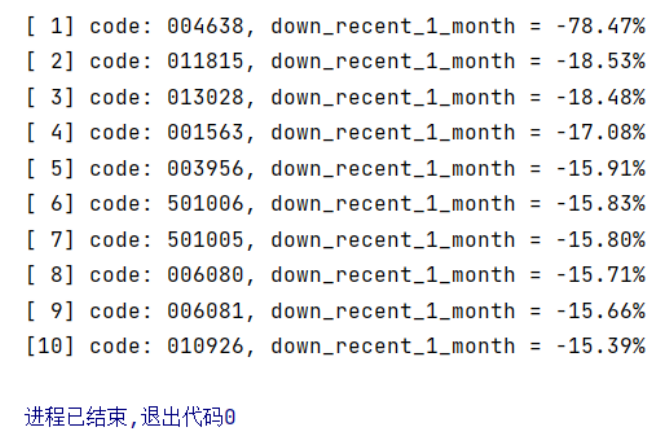 [ 1] code: 004638, down_recent_1_month = -78.47%
[ 2] code: 011815, down_recent_1_month = -18.53%
[ 3] code: 013028, down_recent_1_month = -18.48%
[ 4] code: 001563, down_recent_1_month = -17.08%
[ 5] code: 003956, down_recent_1_month = -15.91%
[ 6] code: 501006, down_recent_1_month = -15.83%
[ 7] code: 501005, down_recent_1_month = -15.80%
[ 8] code: 006080, down_recent_1_month = -15.71%
[ 9] code: 006081, down_recent_1_month = -15.66%
[10] code: 010926, down_recent_1_month = -15.39%
进程已结束,退出代码0